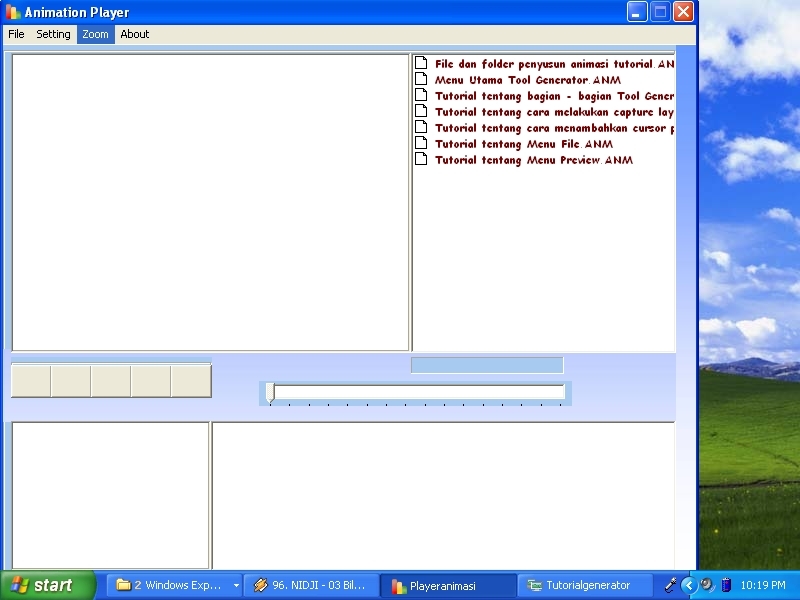 Animation Player
File Setting Zoom About
File dan folder penyusun animasi tutorial.AN
Menu Utama Tool Generator.ANM
Tutorial tentang bagian - bagian Tool Gener
Tutorial tentang cara melakukan capture lay
Tutorial tentang cara menambahkan cursor p
Tutorial tentang Menu File.ANM
Tutorial tentang Menu Preview.ANM
start 2 Windows Exp... 96. NIDJI - 03 Bil... Playeranimasi Tutorialgenerator 10:19 PM